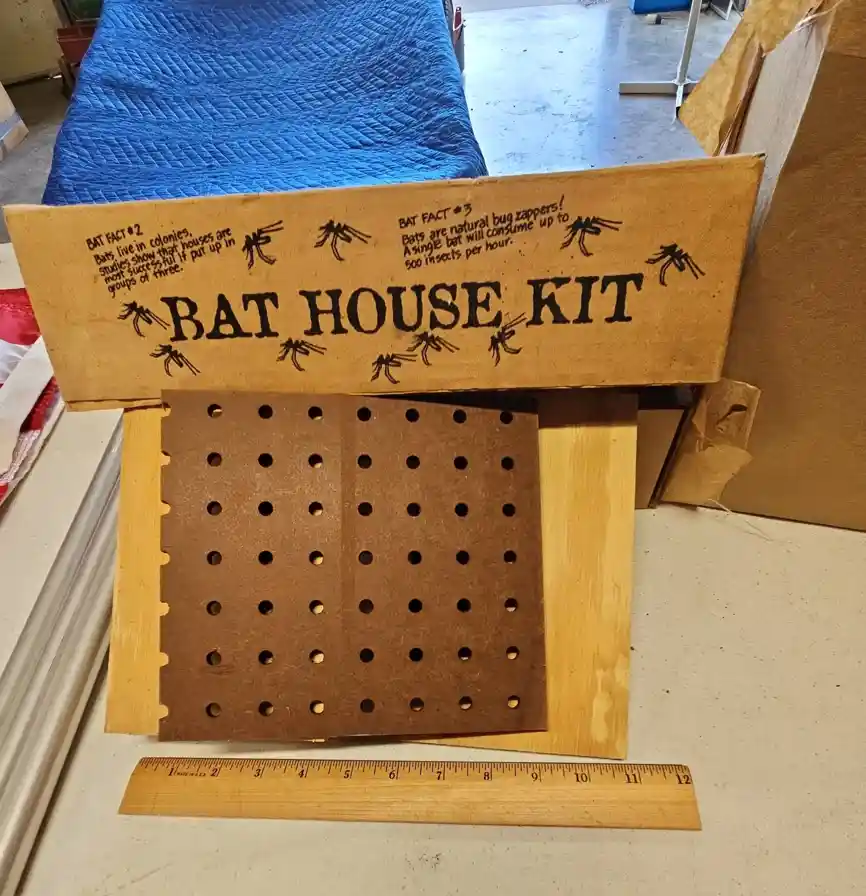 BAT FACT #2
Bats live in colonies,
studies show that houses are
most successful if put up in
groups of three.
BAT FACT #3
Bats are natural bug zappers!
A single bat will consume up to
500 insects per hour.
BAT HOUSE KIT
1 2 3 4 5 6 7 8 9 10 11 12